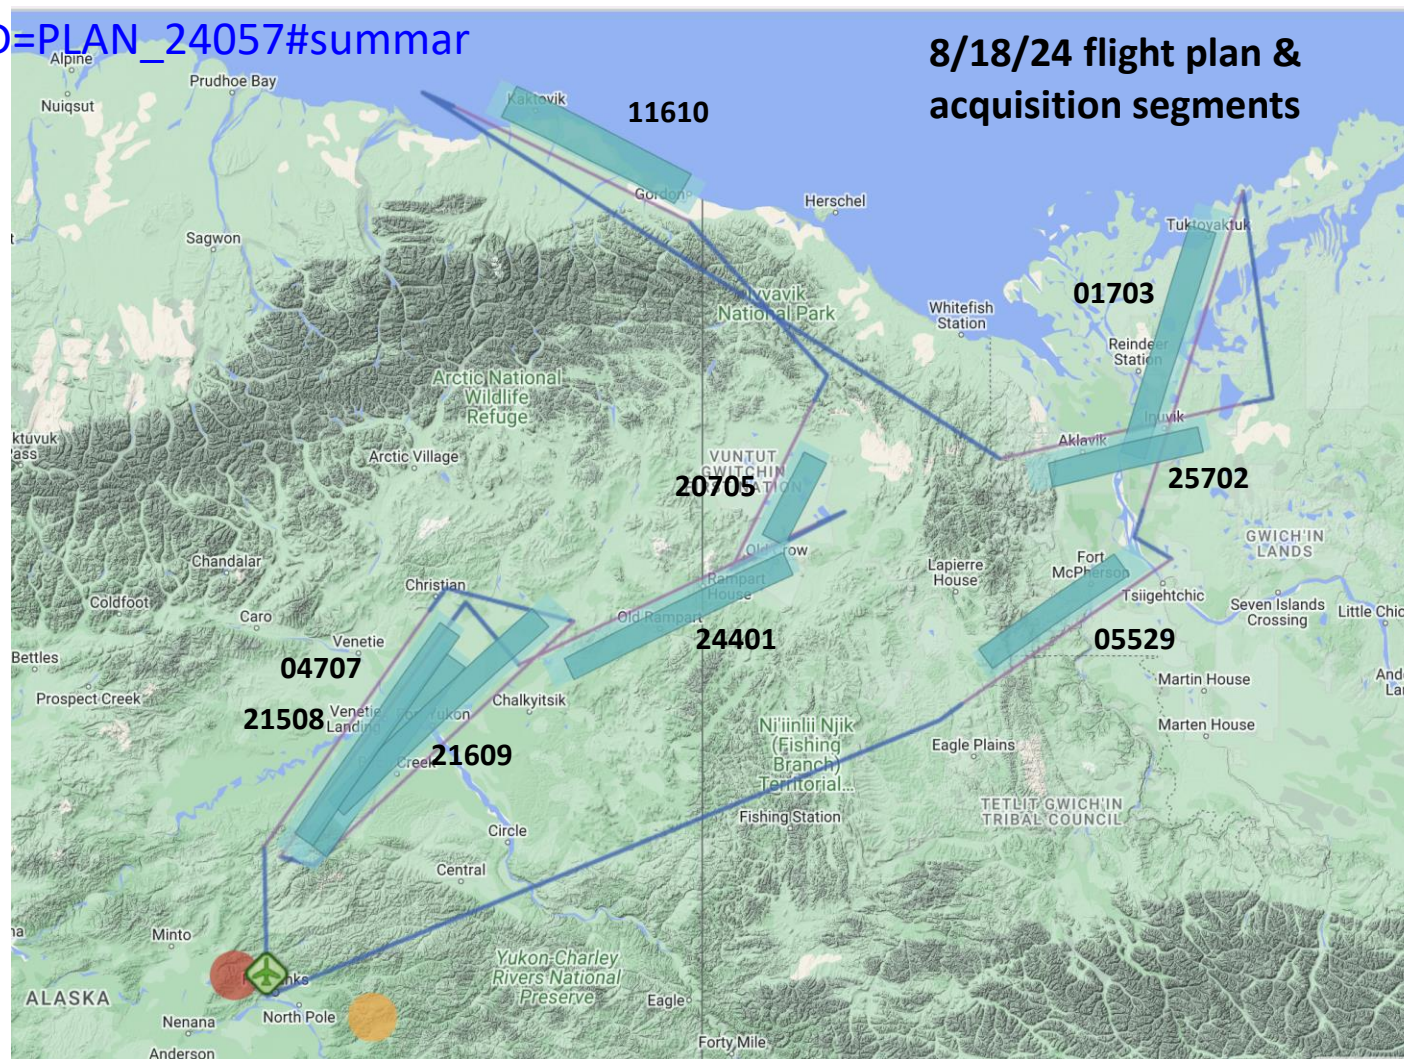 D=PLAN_24057#summar
8/18/24 flight plan &
acquisition segments
Alpine
Prudhoe Bay
Nuiqsut
Kaktovik
11610
Gordon
Herschel
Tuktoyaktuk
Sagwon
01703
Ivvavik
National Park
Whitefish
Station
Reindeer
Station
Arctic National
Wildlife
Refuge
Inuvik
Aklavik
Arctic Village
VUNTUT
GWITCHIN
20705
25702
Old Crow
GWICH'IN
LANDS
Chandalar
Christian
Rampart
House
Lapierre
House
Fort
McPherson
Tsiigehtchic
Coldfoot
Caro
Old Rampart
Seven Islands
Crossing
Little Chic
Venetie
24401
05529
Bettles
04707
Prospect Creek
Chalkyitsik
Martin House
21508
Venetie
Landing
Yukon
21609
Creek
Ni'iinlii Njik
(Fishing
Branch)
Territorial...
Eagle Plains
Marten House
Fishing Station
TETLIT GWICH'IN
TRIBAL COUNCIL
Circle
Central
Minto
Yukon-Charley
Rivers National
Preserve
ALASKA
Nenana
North Pole
Eagle
Anderson
Forty Mile